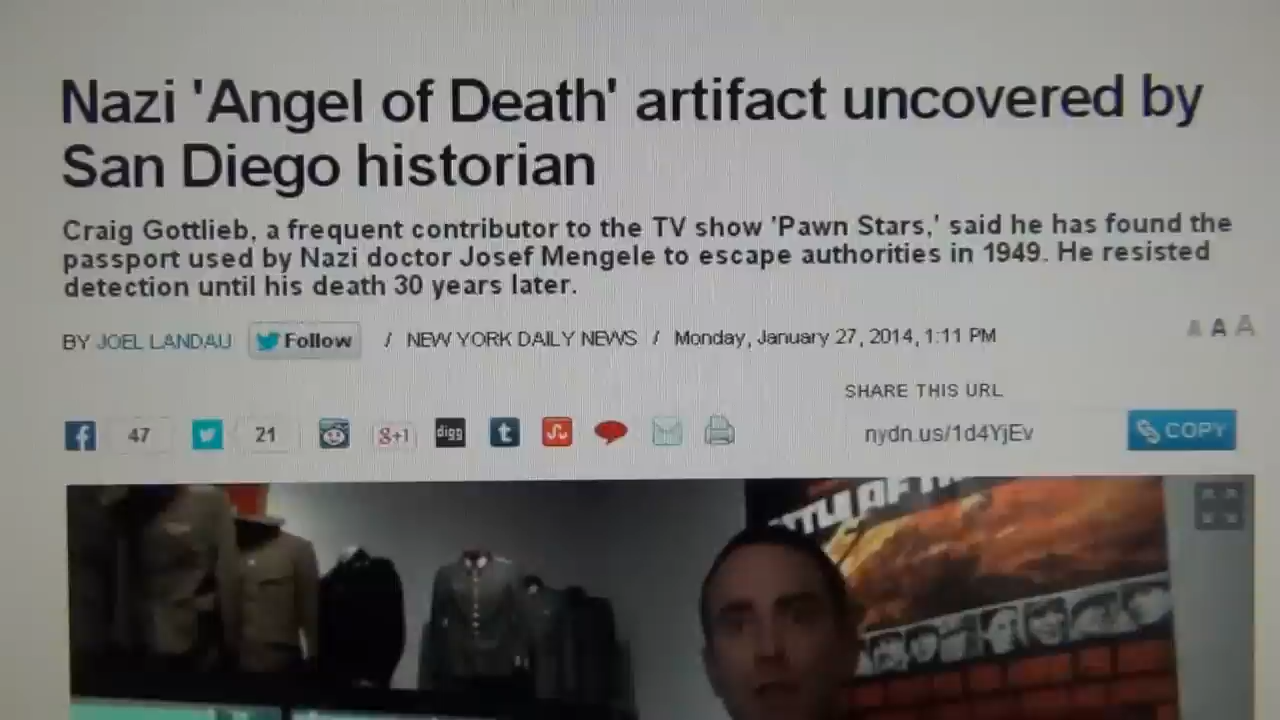 Nazi 'Angel of Death' artifact uncovered by
San Diego historian
Craig Gottlieb, a frequent contributor to the TV show 'Pawn Stars,' said he has found the
passport used by Nazi doctor Josef Mengele to escape authorities in 1949. He resisted
detection until his death 30 years later.
BY JOEL LANDAU Follow / NEW YORK DAILY NEWS / Monday, January 27, 2014, 1:11 PM A A A
SHARE THIS URL
f 47 21 g+1 digg t nydn.us/1d4YjEv COPY